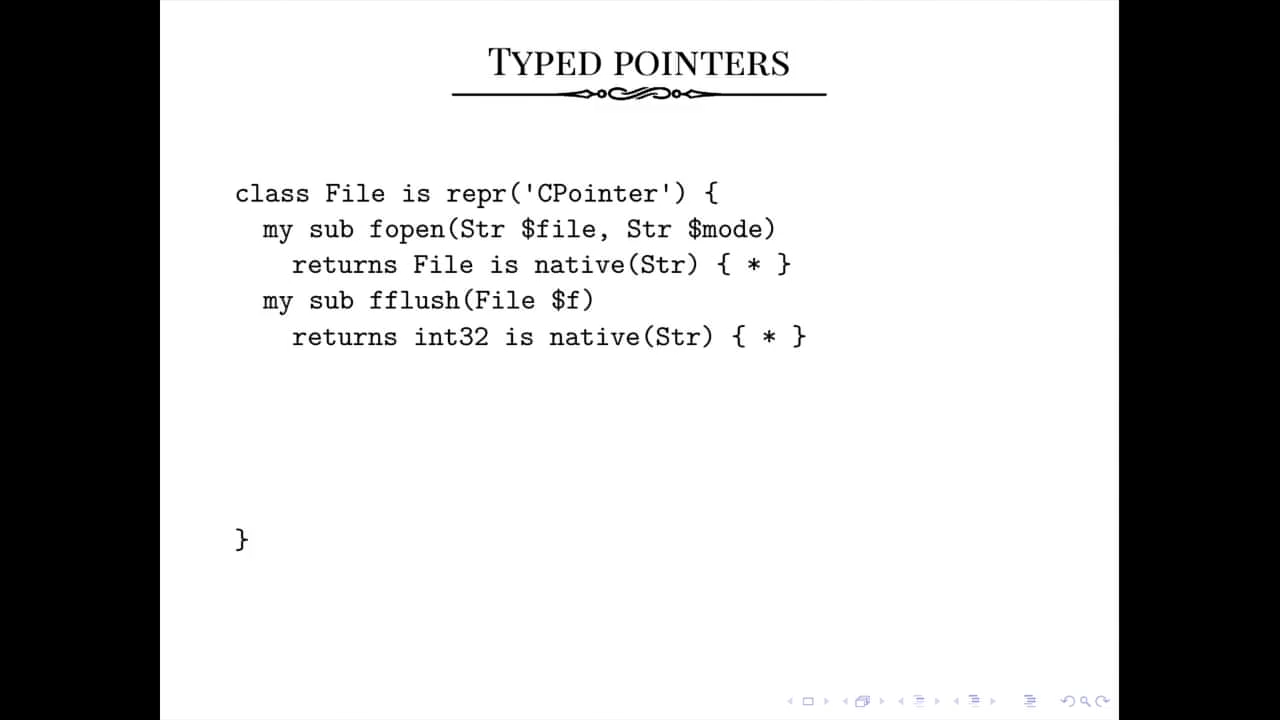 TYPED POINTERS
class File is repr('CPointer') {
  my sub fopen(Str $file, Str $mode)
    returns File is native(Str) { * }
  my sub fflush(File $f)
    returns int32 is native(Str) { * }
}